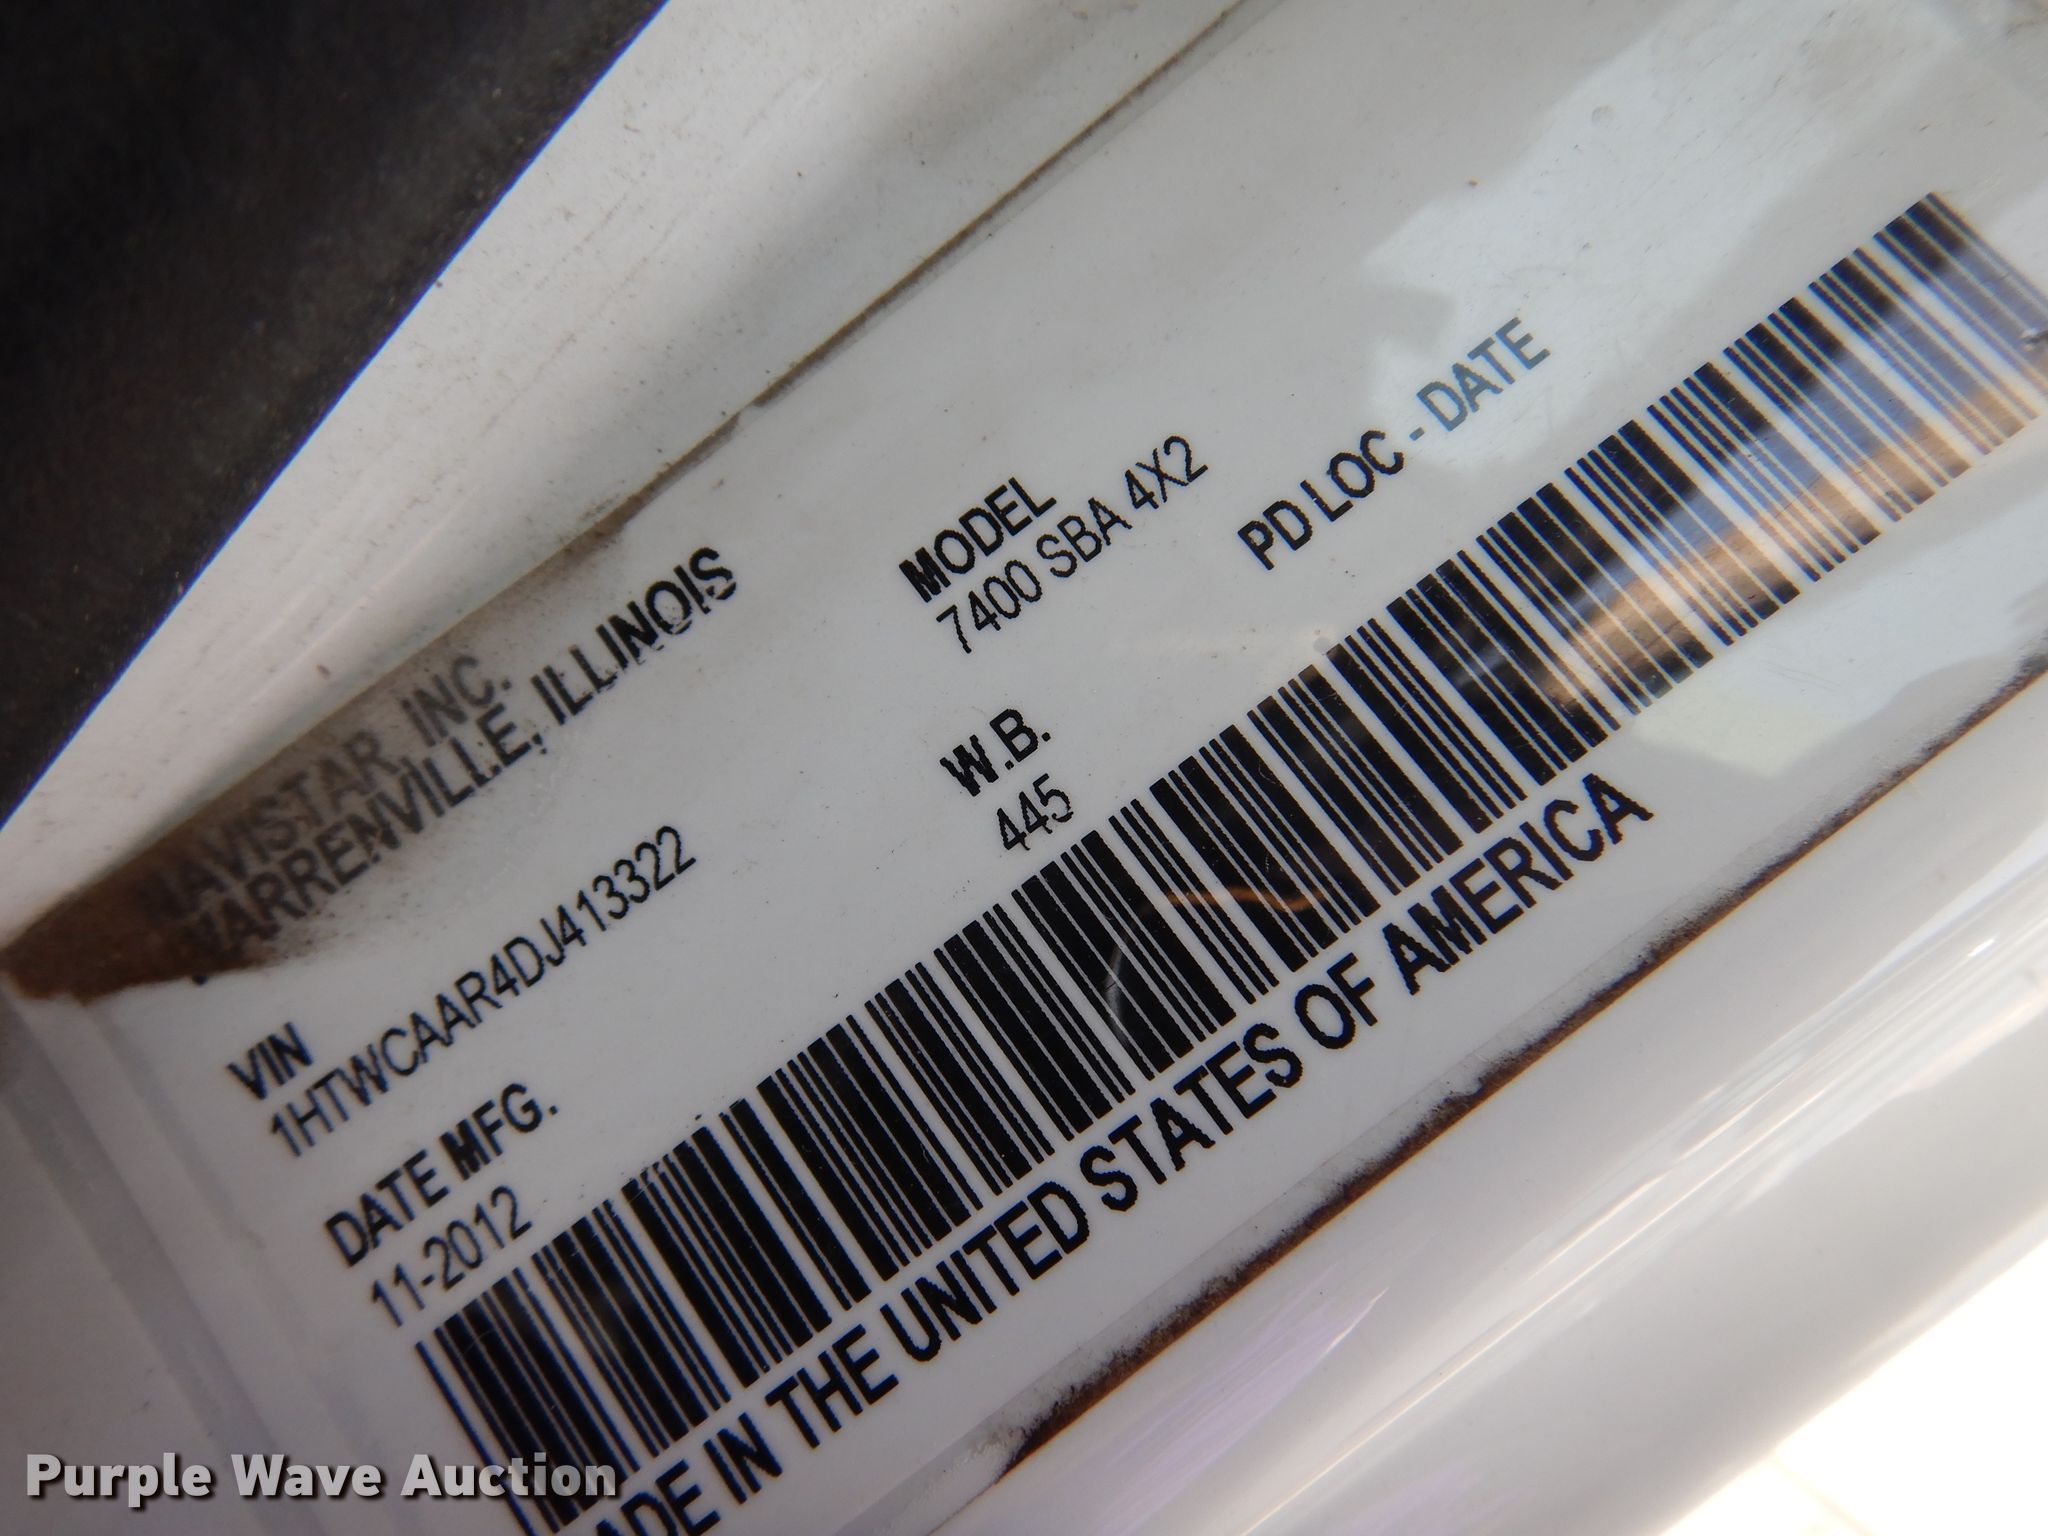 NAVISTAR, INC.
WARRENVILLE, ILLINOIS
VIN
1HTWCAAR4DJ413322
MODEL
7400 SBA 4X2
DATE MFG.
11-2012
W.B.
445
PD LOC - DATE
MADE IN THE UNITED STATES OF AMERICA
Purple Wave Auction